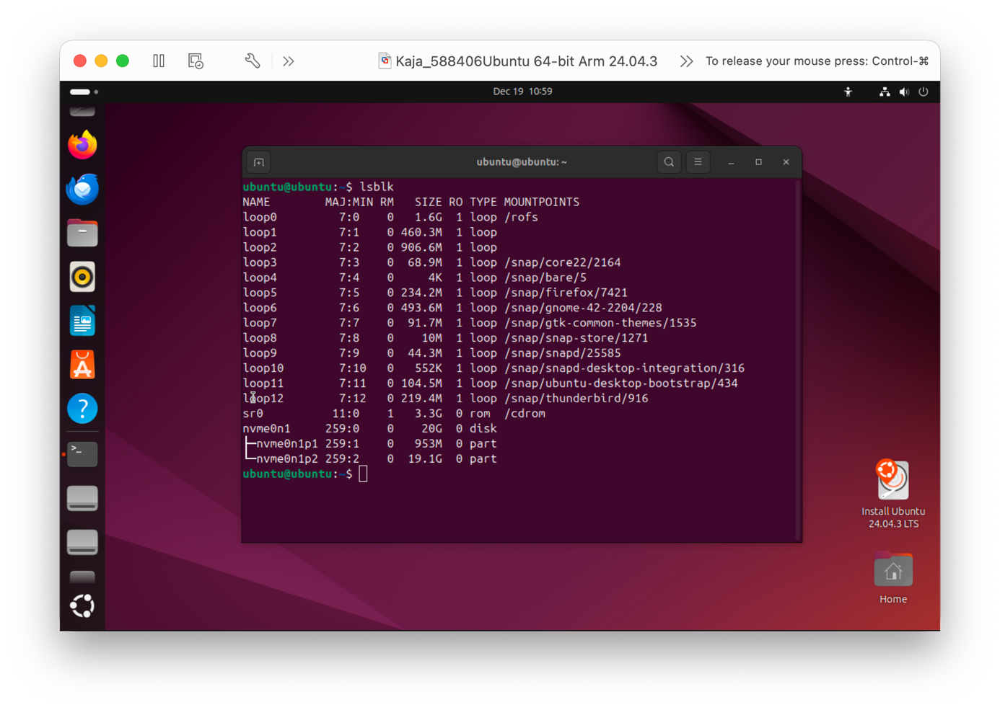 Kaja_588406Ubuntu 64-bit Arm 24.04.3
To release your mouse press: Control-⌘
Dec 19 10:59
ubuntu@ubuntu: ~
ubuntu@ubuntu:~$ lsblk
NAME        MAJ:MIN RM   SIZE RO TYPE MOUNTPOINTS
loop0         7:0    0   1.6G  1 loop /rofs
loop1         7:1    0 460.3M  1 loop
loop2         7:2    0 906.6M  1 loop
loop3         7:3    0  68.9M  1 loop /snap/core22/2164
loop4         7:4    0     4K  1 loop /snap/bare/5
loop5         7:5    0 234.2M  1 loop /snap/firefox/7421
loop6         7:6    0 493.6M  1 loop /snap/gnome-42-2204/228
loop7         7:7    0  91.7M  1 loop /snap/gtk-common-themes/1535
loop8         7:8    0    10M  1 loop /snap/snap-store/1271
loop9         7:9    0  44.3M  1 loop /snap/snapd/25585
loop10        7:10   0   552K  1 loop /snap/snapd-desktop-integration/316
loop11        7:11   0 104.5M  1 loop /snap/ubuntu-desktop-bootstrap/434
loop12        7:12   0 219.4M  1 loop /snap/thunderbird/916
sr0          11:0    1   3.3G  0 rom  /cdrom
nvme0n1     259:0    0    20G  0 disk
├─nvme0n1p1 259:1    0   953M  0 part
└─nvme0n1p2 259:2    0  19.1G  0 part
ubuntu@ubuntu:~$
Install Ubuntu
24.04.3 LTS
Home